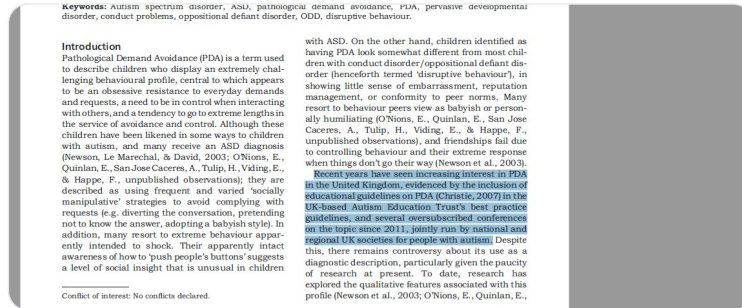 Keywords: Autism spectrum disorder, ASD, pathological demand avoidance, PDA, pervasive developmental
disorder, conduct problems, oppositional defiant disorder, ODD, disruptive behaviour.
Introduction
Pathological Demand Avoidance (PDA) is a term used
to describe children who display an extremely chal-
lenging behavioural profile, central to which appears
to be an obsessive resistance to everyday demands
and requests, a need to be in control when interacting
with others, and a tendency to go to extreme lengths in
the service of avoidance and control. Although these
children have been likened in some ways to children
with autism, and many receive an ASD diagnosis
(Newson, Le Marechal, & David, 2003; O'Nions, E.,
Quinlan, E., San Jose Caceres, A., Tulip, H., Viding, E.,
& Happe, F., unpublished observations); they are
described as using frequent and varied 'socially
manipulative' strategies to avoid complying with
requests (e.g. diverting the conversation, pretending
not to know the answer, adopting a babyish style). In
addition, many resort to extreme behaviour appar-
ently intended to shock. Their apparently intact
awareness of how to 'push people's buttons' suggests
a level of social insight that is unusual in children
Conflict of interest: No conflicts declared.
with ASD. On the other hand, children identified as
having PDA look somewhat different from most chil-
dren with conduct disorder/oppositional defiant dis-
order (henceforth termed 'disruptive behaviour'), in
showing little sense of embarrassment, reputation
management, or conformity to peer norms. Many
resort to behaviour peers view as babyish or person-
ally humiliating (O'Nions, E., Quinlan, E., San Jose
Caceres, A., Tulip, H., Viding, E., & Happe, F.,
unpublished observations), and friendships fail due
to controlling behaviour and their extreme response
when things don't go their way (Newson et al., 2003).
Recent years have seen increasing interest in PDA
in the United Kingdom, evidenced by the inclusion of
educational guidelines on PDA (Christie, 2007) in the
UK-based Autism Education Trust's best practice
guidelines, and several oversubscribed conferences
on the topic since 2011, jointly run by national and
regional UK societies for people with autism. Despite
this, there remains controversy about its use as a
diagnostic description, particularly given the paucity
of research at present. To date, research has
explored the qualitative features associated with this
profile (Newson et al., 2003; O'Nions, E., Quinlan, E.,